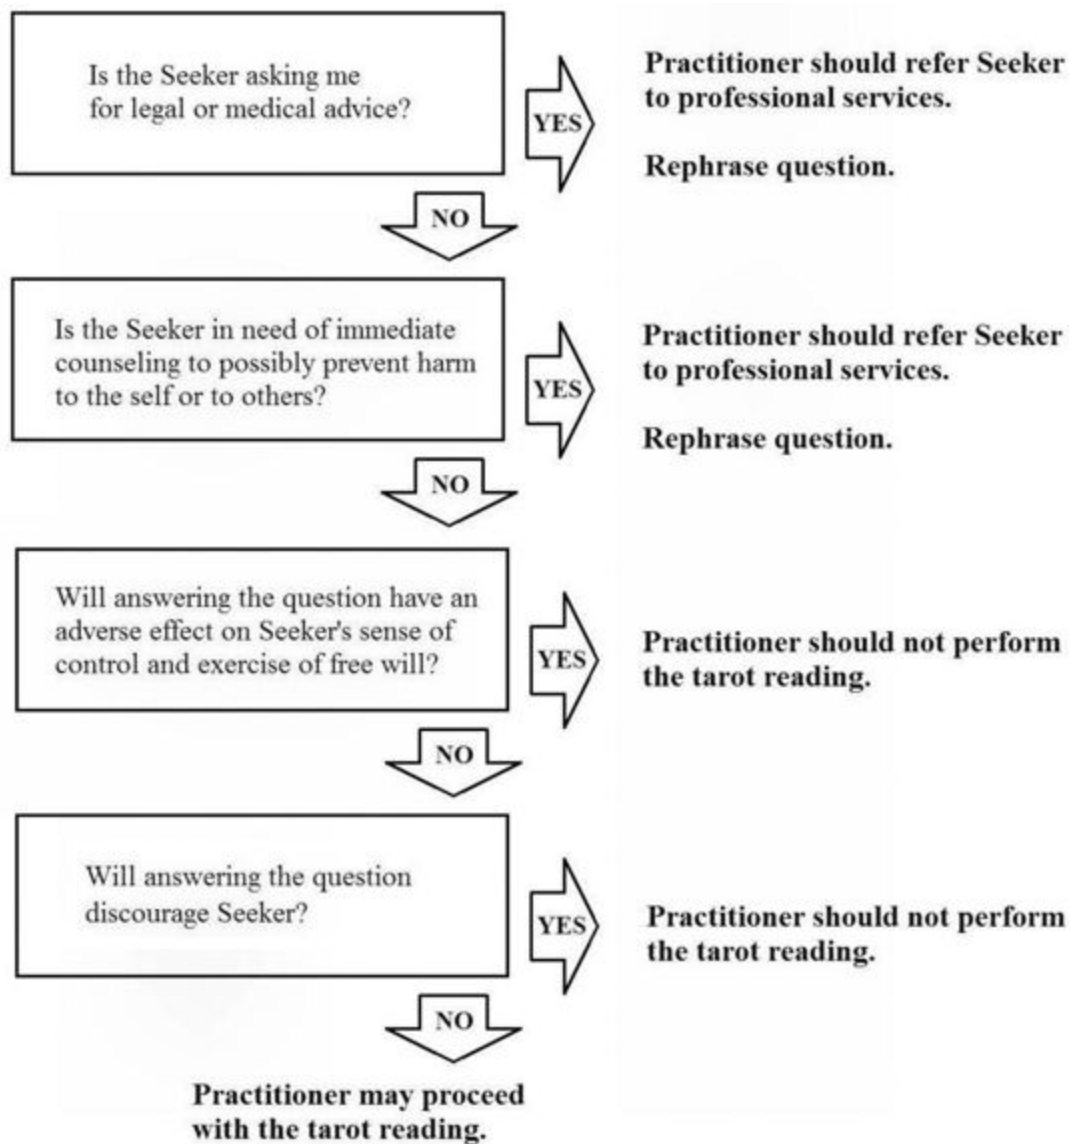 Is the Seeker asking me
for legal or medical advice?
YES
Practitioner should refer Seeker
to professional services.
Rephrase question.
NO
Is the Seeker in need of immediate
counseling to possibly prevent harm
to the self or to others?
YES
Practitioner should refer Seeker
to professional services.
Rephrase question.
NO
Will answering the question have an
adverse effect on Seeker's sense of
control and exercise of free will?
YES
Practitioner should not perform
the tarot reading.
NO
Will answering the question
discourage Seeker?
YES
Practitioner should not perform
the tarot reading.
NO
Practitioner may proceed
with the tarot reading.